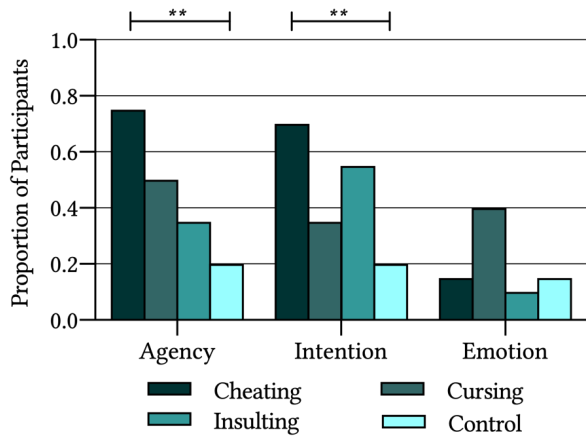 ** **
Proportion of Participants
1.0
0.8
0.6
0.4
0.2
0.0
Agency Intention Emotion
Cheating Cursing
Insulting Control